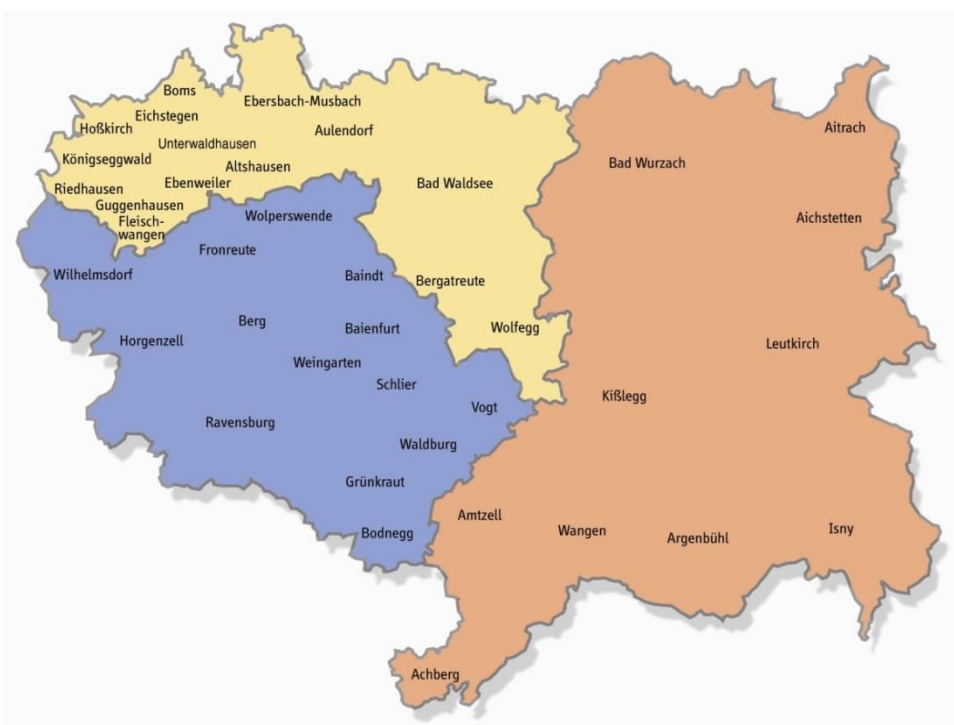 Boms
Ebersbach-Musbach
Eichstegen
Hoßkirch
Aulendorf
Aitrach
Unterwaldhausen
Königseggwald
Altshausen
Bad Wurzach
Ebenweiler
Bad Waldsee
Riedhausen
Guggenhausen
Wolperswende
Aichstetten
Fleisch-
wangen
Fronreute
Wilhelmsdorf
Baindt
Bergatreute
Berg
Baienfurt
Wolfegg
Horgenzell
Leutkirch
Weingarten
Schlier
Kißlegg
Vogt
Ravensburg
Waldburg
Grünkraut
Amtzell
Bodnegg
Wangen
Argenbühl
Isny
Achberg